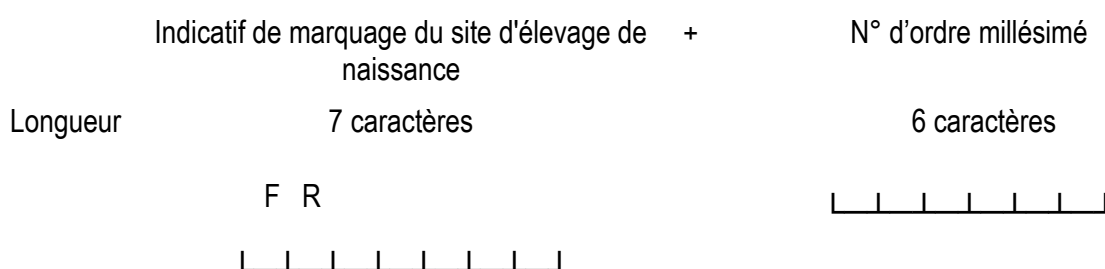 Indicatif de marquage du site d'élevage de + N° d’ordre millésimé
naissance
Longueur 7 caractères 6 caractères
F R